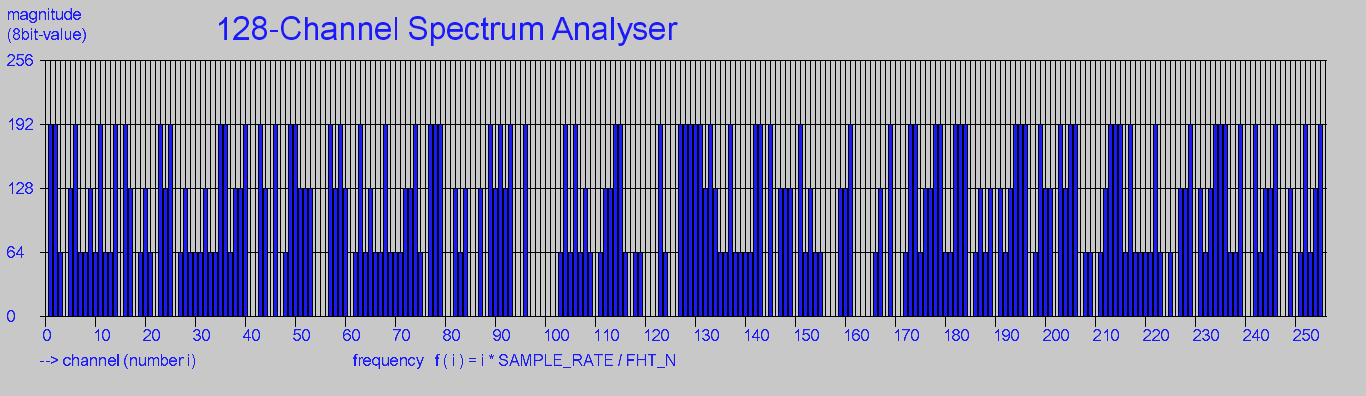 magnitude
(8bit-value)
128-Channel Spectrum Analyser
256
192
128
64
0
0 10 20 30 40 50 60 70 80 90 100 110 120 130 140 150 160 170 180 190 200 210 220 230 240 250
--> channel (number i) frequency f ( i ) = i * SAMPLE_RATE / FHT_N